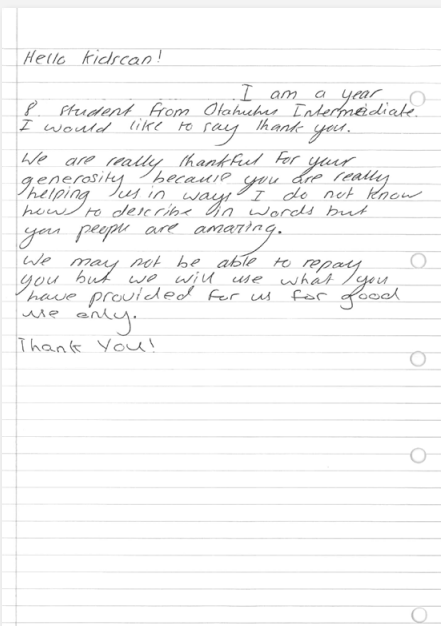 Hello Kidscan!
I am a year
8 student from Otahuhu Intermediate.
I would like to say thank you.
We are really thankful for your
generosity because you are really
helping us in ways I do not know
how to describe in words but
you people are amazing.
We may not be able to repay
you but we will use what you
have provided for us for good
use only.
Thank You!